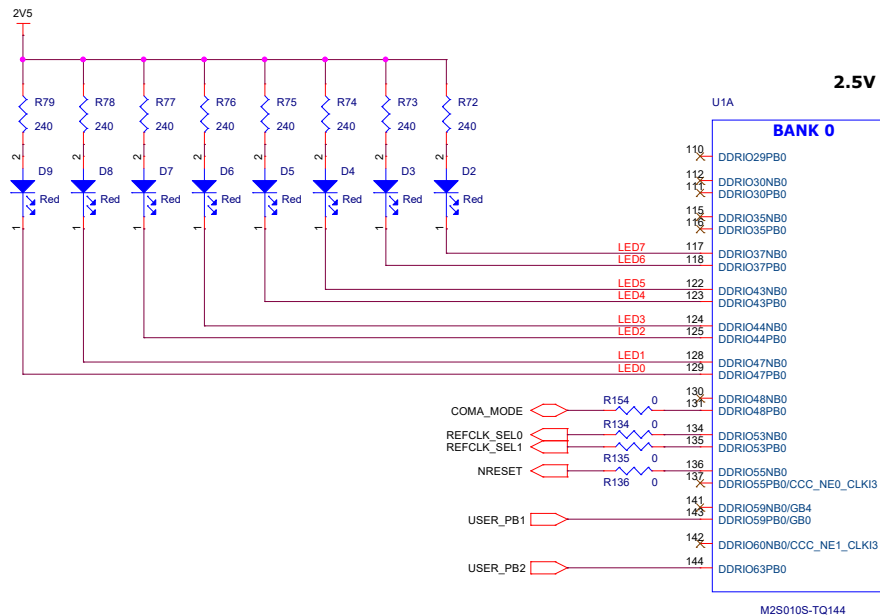 2V5
2.5V
R79 R78 R77 R76 R75 R74 R73 R72
240 240 240 240 240 240 240 240
U1A
BANK 0
2 2 2 2 2 2 2 2
D9 D8 D7 D6 D5 D4 D3 D2
Red Red Red Red Red Red Red Red
1 1 1 1 1 1 1 1
110 DDRIO29PB0
112 DDRIO30NB0
111 DDRIO30PB0
115 DDRIO35NB0
116 DDRIO35PB0
LED7 117 DDRIO37NB0
LED6 118 DDRIO37PB0
LED5 122 DDRIO43NB0
LED4 123 DDRIO43PB0
LED3 124 DDRIO44NB0
LED2 125 DDRIO44PB0
LED1 128 DDRIO47NB0
LED0 129 DDRIO47PB0
130 DDRIO48NB0
COMA_MODE R154 0 131 DDRIO48PB0
REFCLK_SEL0 R134 0 134 DDRIO53NB0
REFCLK_SEL1 135 DDRIO53PB0
R135 0
NRESET 136 DDRIO55NB0
R136 0
137 DDRIO55PB0/CCC_NE0_CLKI3
141 DDRIO59NB0/GB4
USER_PB1 143 DDRIO59PB0/GB0
142 DDRIO60NB0/CCC_NE1_CLKI3
USER_PB2 144 DDRIO63PB0
M2S010S-TQ144